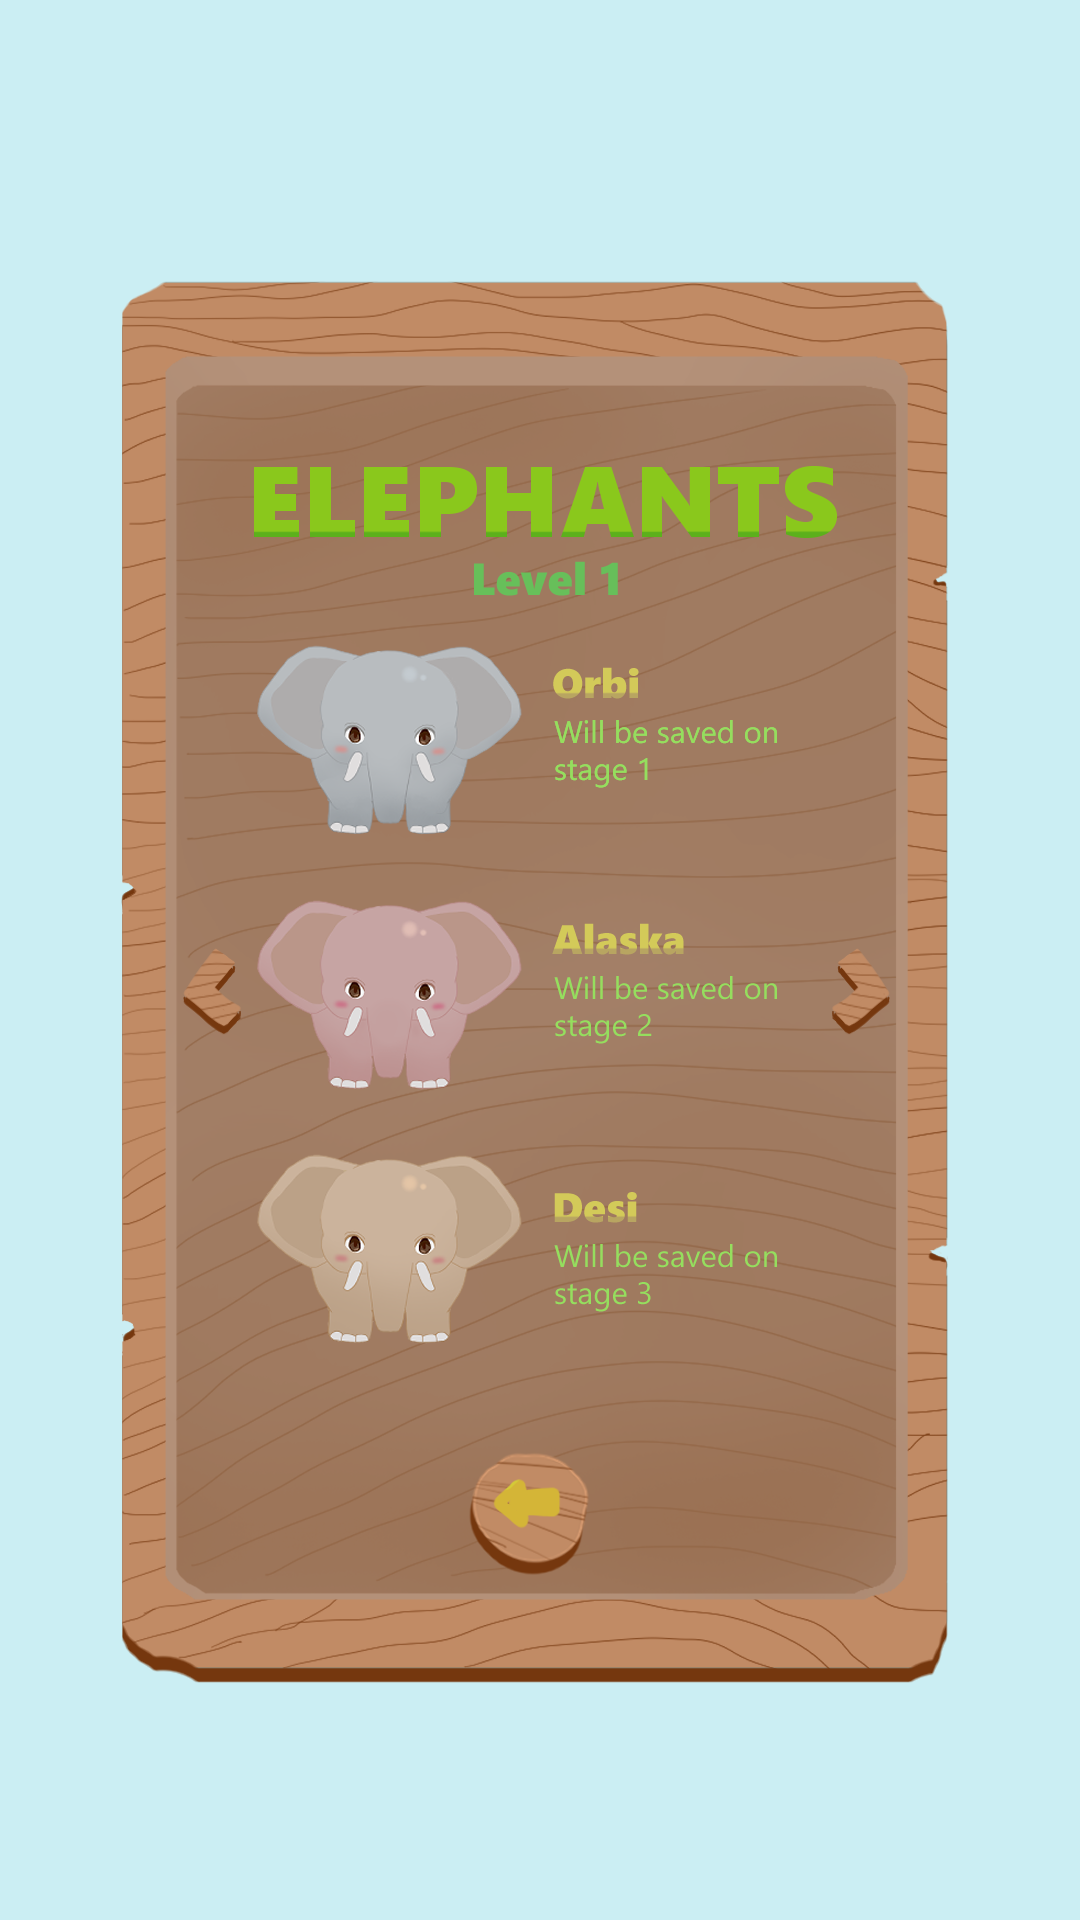 ELEPHANTS
Level 1
Orbi
Will be saved on
stage 1
Alaska
Will be saved on
stage 2
Desi
Will be saved on
stage 3